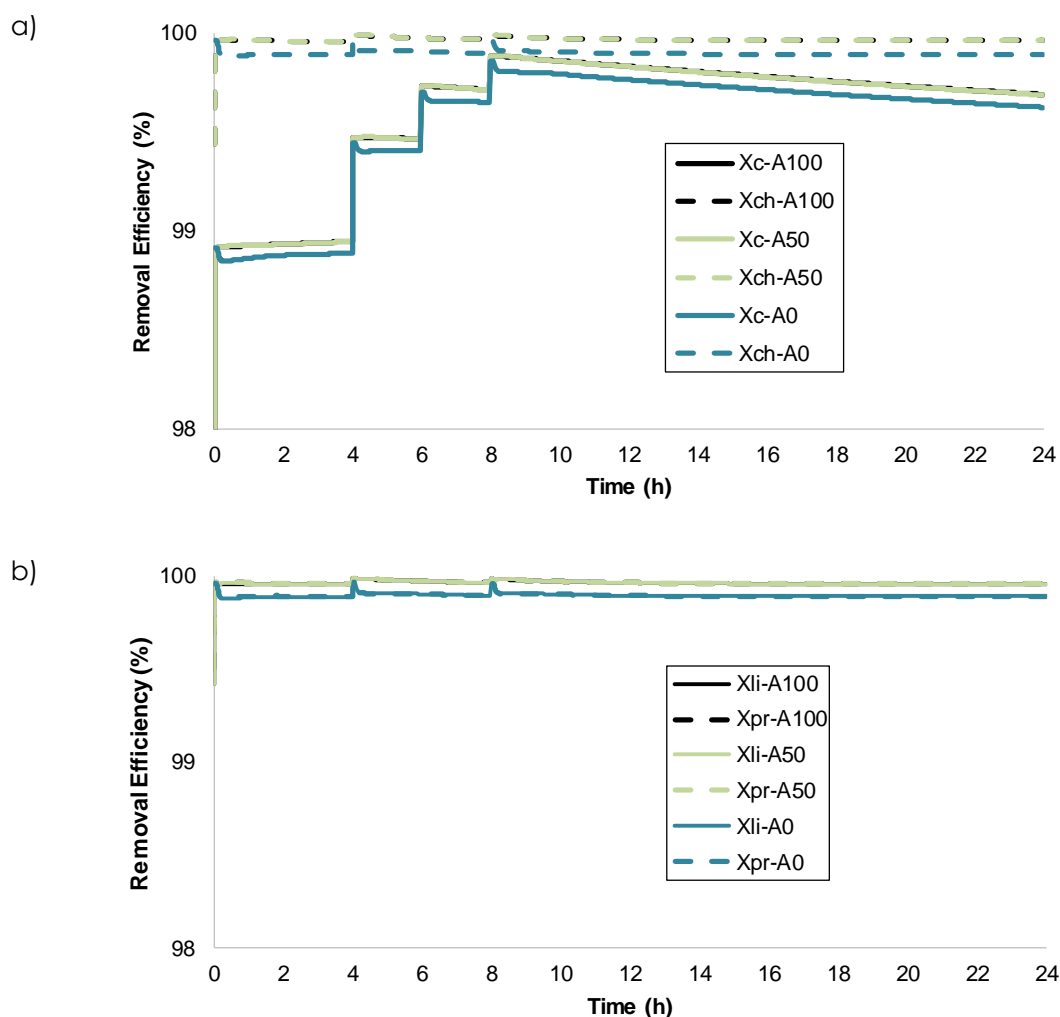 a)
Removal Efficiency (%)
100
99
98
0 2 4 6 8 10 12 14 16 18 20 22 24
Time (h)
Xc-A100
Xch-A100
Xc-A50
Xch-A50
Xc-A0
Xch-A0
b)
Removal Efficiency (%)
100
99
98
0 2 4 6 8 10 12 14 16 18 20 22 24
Time (h)
Xli-A100
Xpr-A100
Xli-A50
Xpr-A50
Xli-A0
Xpr-A0